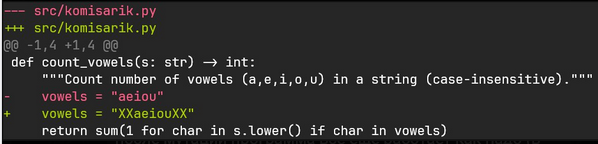 --- src/komisarik.py
+++ src/komisarik.py
@@ -1,4 +1,4 @@
 def count_vowels(s: str) -> int:
     """Count number of vowels (a,e,i,o,u) in a string (case-insensitive)."""
-    vowels = "aeiou"
+    vowels = "XXaeiouXX"
     return sum(1 for char in s.lower() if char in vowels)